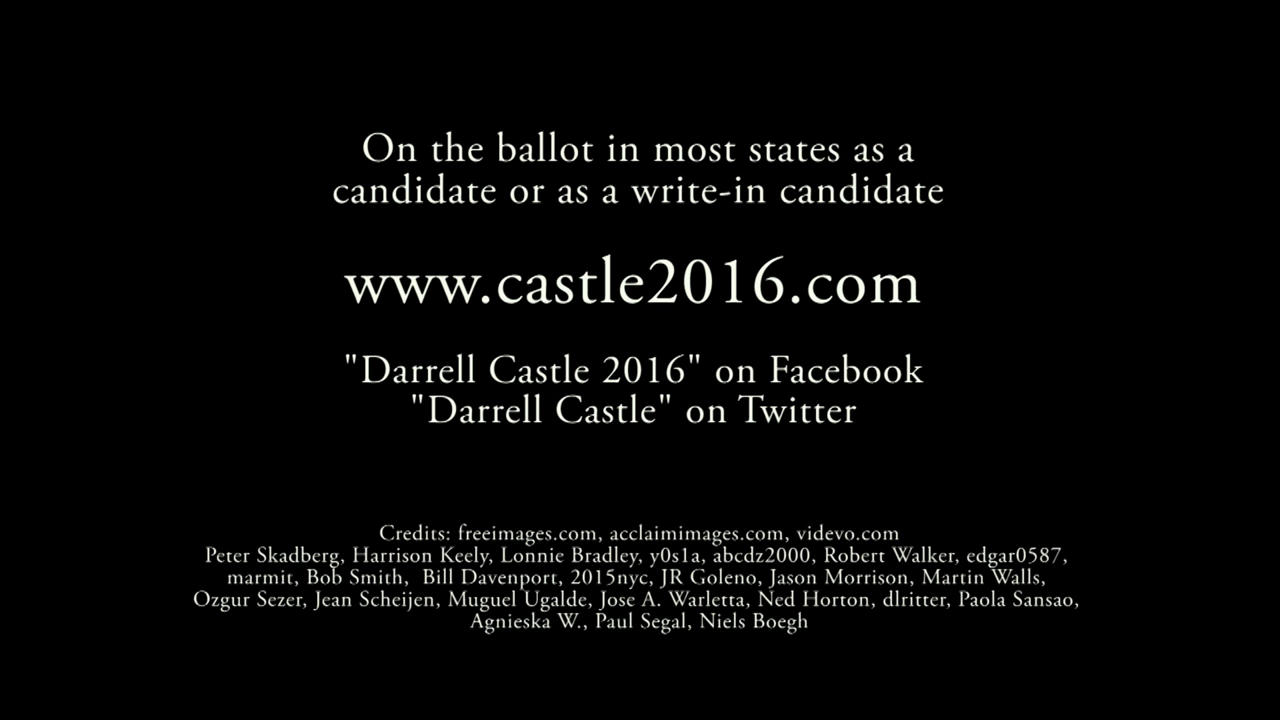 On the ballot in most states as a
candidate or as a write-in candidate
www.castle2016.com
"Darrell Castle 2016" on Facebook
"Darrell Castle" on Twitter
Credits: freeimages.com, acclaimimages.com, videvo.com
Peter Skadberg, Harrison Keely, Lonnie Bradley, y0s1a, abcdz2000, Robert Walker, edgar0587,
marmit, Bob Smith,  Bill Davenport, 2015nyc, JR Goleno, Jason Morrison, Martin Walls,
Ozgur Sezer, Jean Scheijen, Muguel Ugalde, Jose A. Warletta, Ned Horton, dlritter, Paola Sansao,
Agnieska W., Paul Segal, Niels Boegh